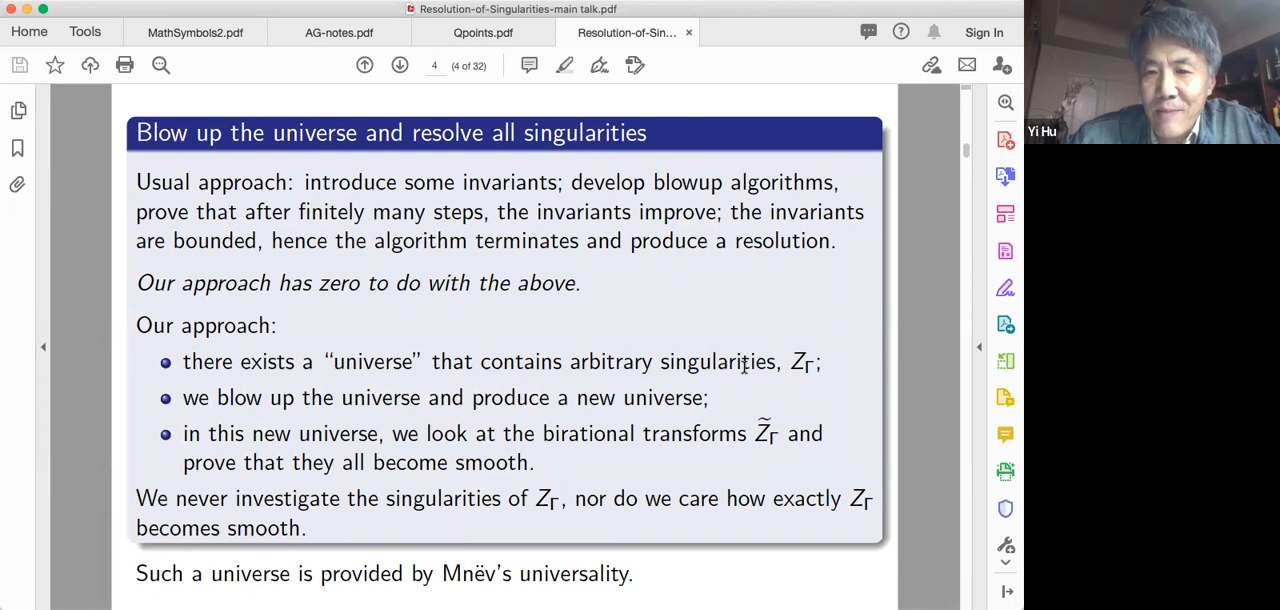 Resolution-of-Singularities-main talk.pdf
Home Tools MathSymbols2.pdf AG-notes.pdf Qpoints.pdf Resolution-of-Sin... × Sign In
4 (4 of 32)
Blow up the universe and resolve all singularities
Usual approach: introduce some invariants; develop blowup algorithms,
prove that after finitely many steps, the invariants improve; the invariants
are bounded, hence the algorithm terminates and produce a resolution.
Our approach has zero to do with the above.
Our approach:
there exists a “universe” that contains arbitrary singularities, Z_Γ;
we blow up the universe and produce a new universe;
in this new universe, we look at the birational transforms Z̃_Γ and
prove that they all become smooth.
We never investigate the singularities of Z_Γ, nor do we care how exactly Z_Γ
becomes smooth.
Such a universe is provided by Mnëv’s universality.
Yi Hu